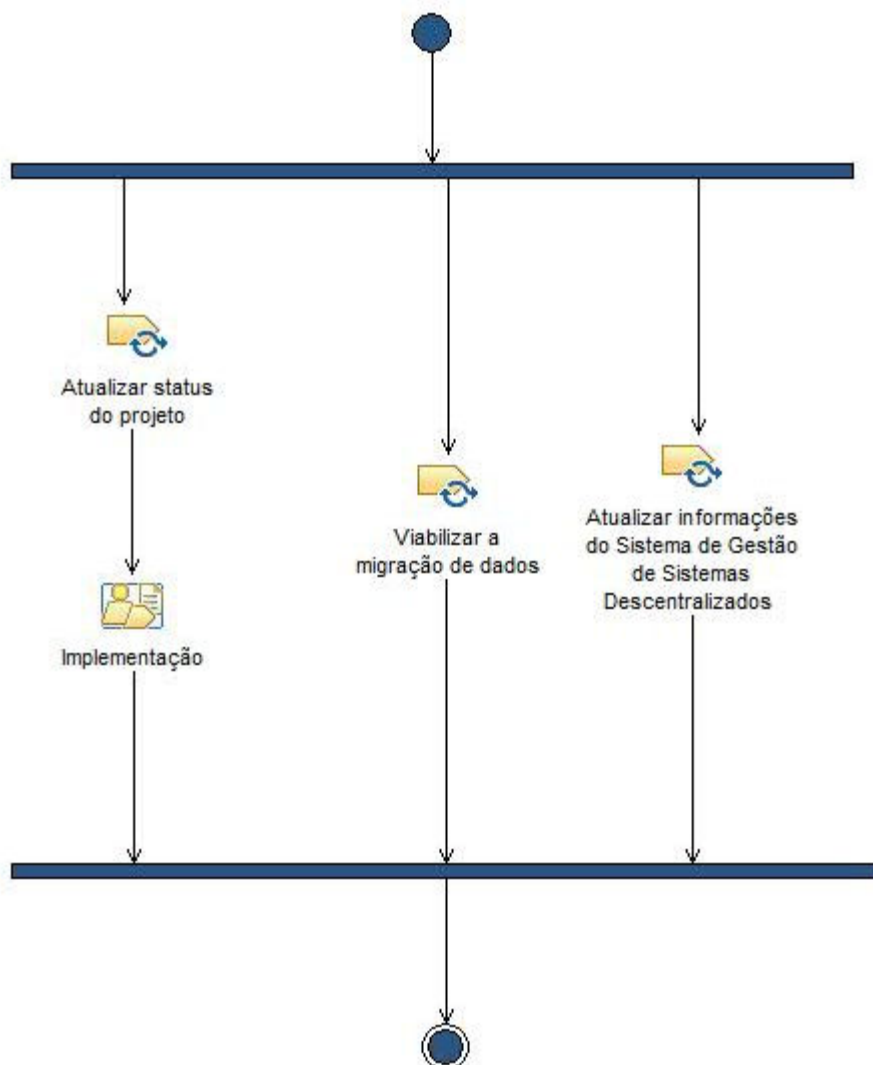 Atualizar status
do projeto
Viabilizar a
migração de dados
Atualizar informações
do Sistema de Gestão
de Sistemas
Descentralizados
Implementação